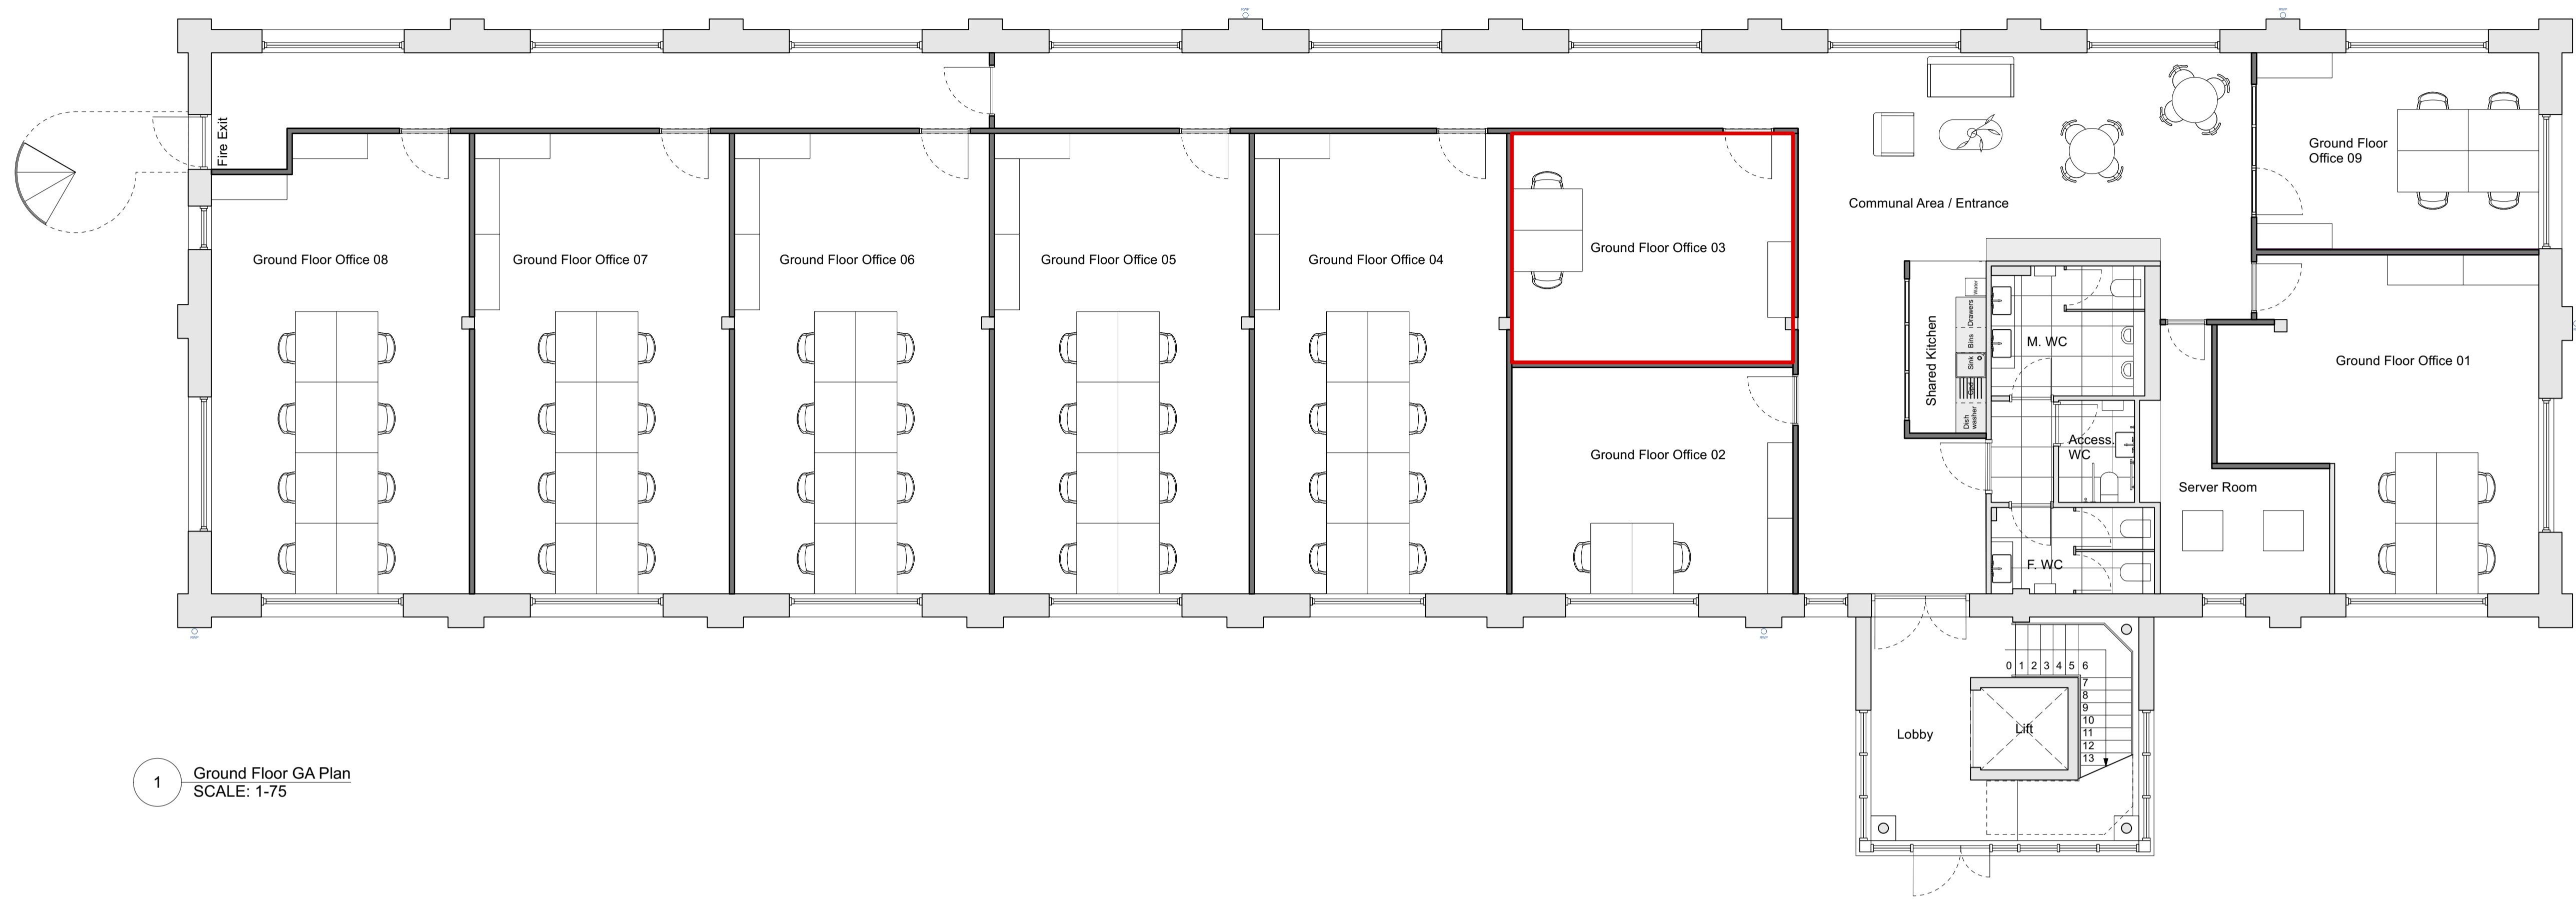 Fire Exit
Ground Floor
Office 09
Communal Area / Entrance
Ground Floor Office 03
Ground Floor Office 08
Ground Floor Office 07
Ground Floor Office 06
Ground Floor Office 05
Ground Floor Office 04
Water
Drawers
Bins
Sink
Dish
washer
Shared Kitchen
M. WC
Ground Floor Office 01
Access.
WC
Ground Floor Office 02
Server Room
F. WC
0 1 2 3 4 5 6
7
8
9
10
11
12
13
Lift
Lobby
1
Ground Floor GA Plan
SCALE: 1-75